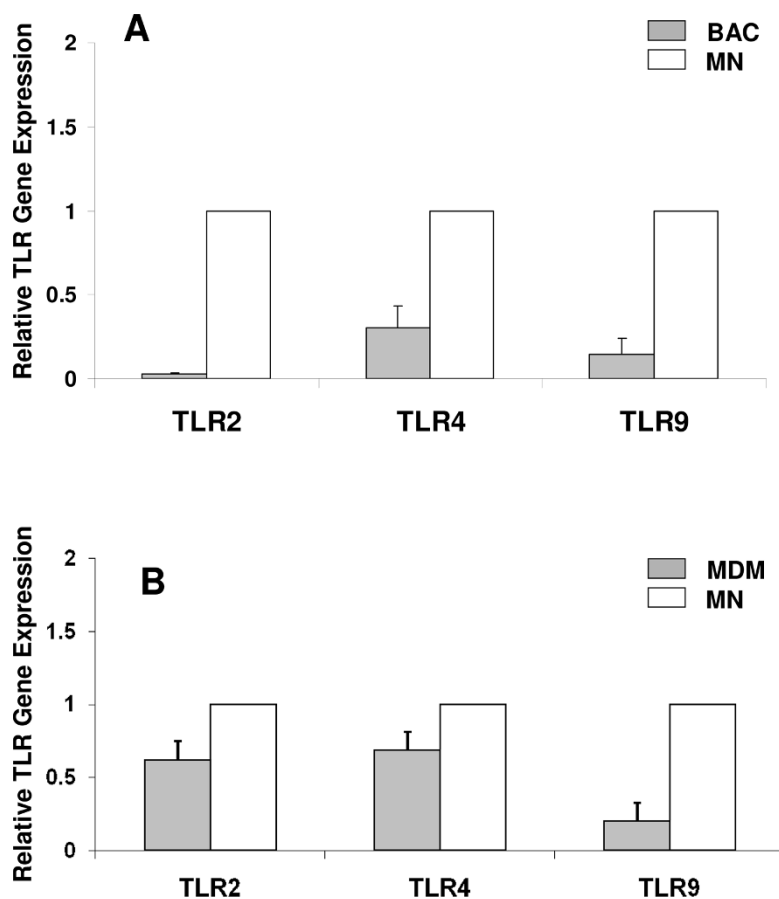 A
BAC
MN
Relative TLR Gene Expression
2
1.5
1
0.5
0
TLR2 TLR4 TLR9
B
MDM
MN
Relative TLR Gene Expression
2
1.5
1
0.5
0
TLR2 TLR4 TLR9